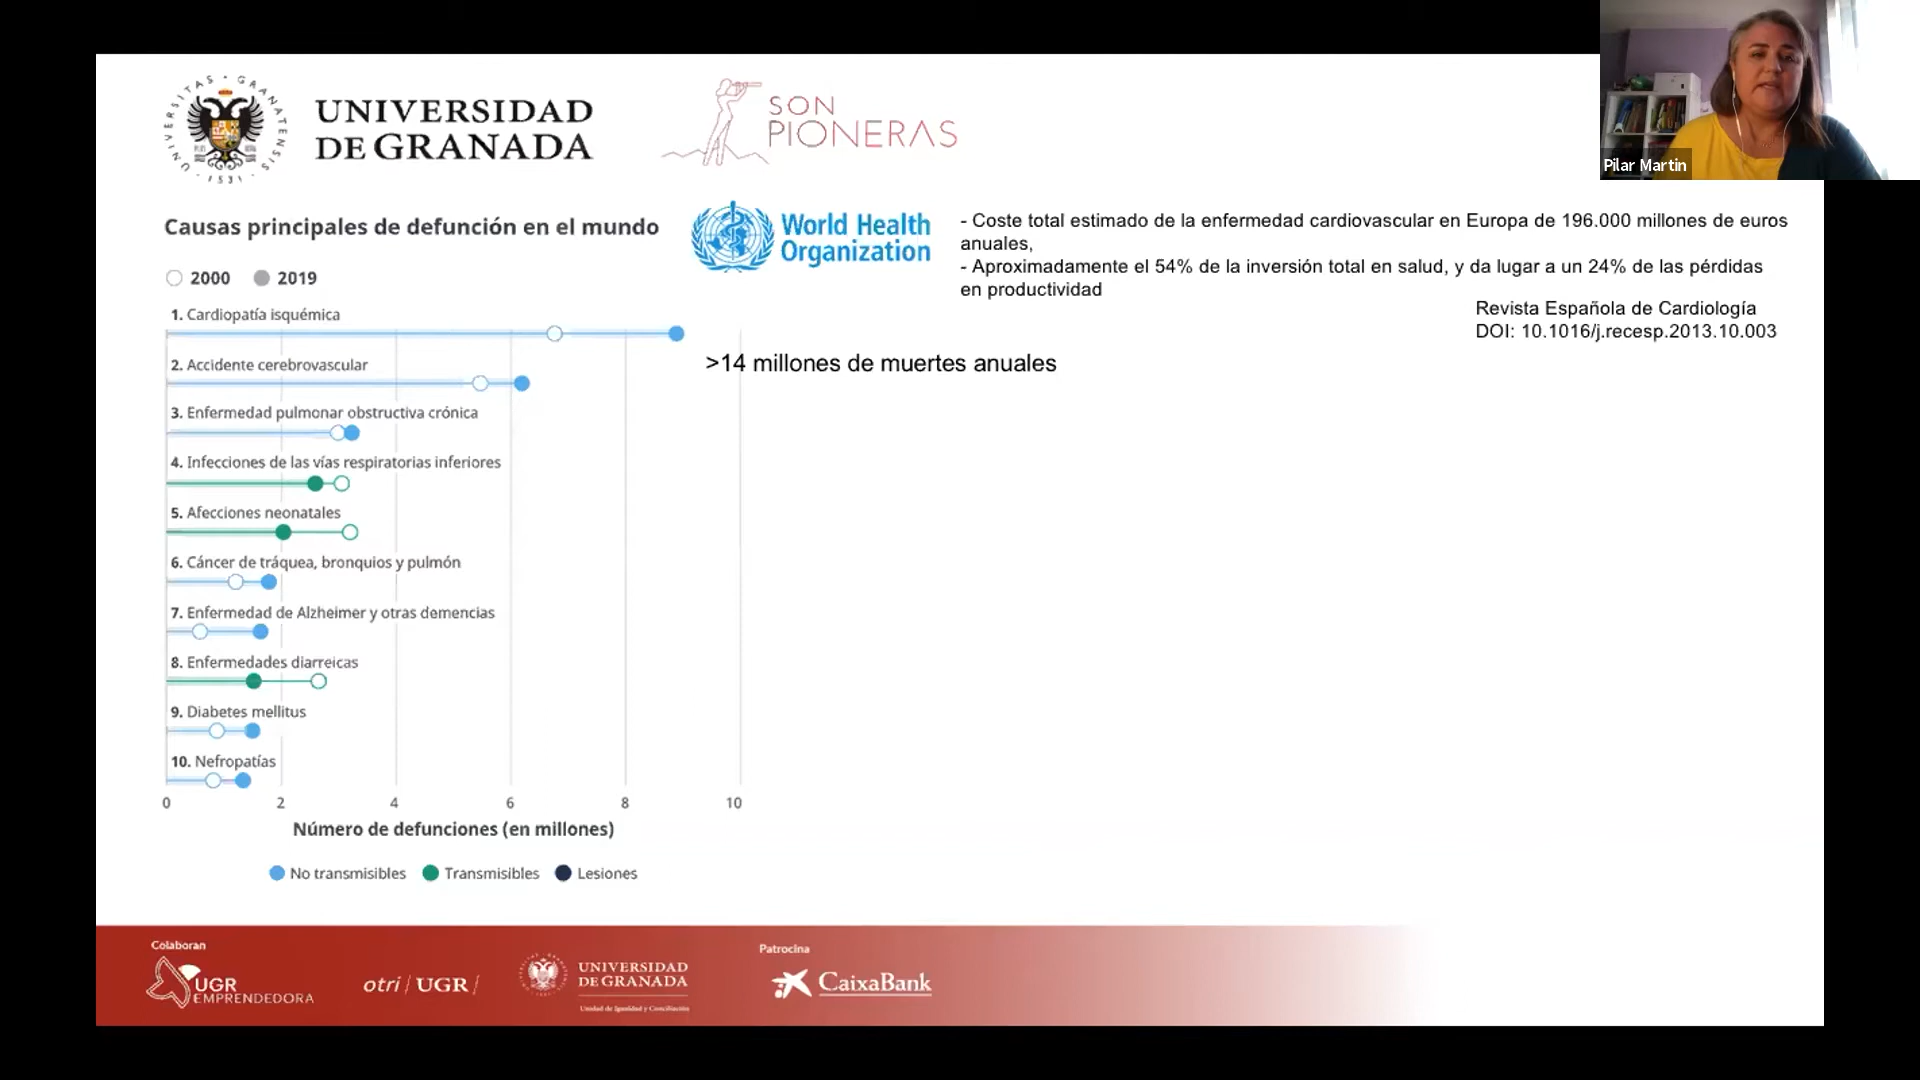 UNIVERSITAS · GRANATENSIS · 1531 ·
UNIVERSIDAD
DE GRANADA
SON
PIONERAS
Pilar Martin
Causas principales de defunción en el mundo
World Health
Organization
- Coste total estimado de la enfermedad cardiovascular en Europa de 196.000 millones de euros
anuales,
- Aproximadamente el 54% de la inversión total en salud, y da lugar a un 24% de las pérdidas
en productividad
Revista Española de Cardiología
DOI: 10.1016/j.recesp.2013.10.003
2000 2019
1. Cardiopatía isquémica
>14 millones de muertes anuales
2. Accidente cerebrovascular
3. Enfermedad pulmonar obstructiva crónica
4. Infecciones de las vías respiratorias inferiores
5. Afecciones neonatales
6. Cáncer de tráquea, bronquios y pulmón
7. Enfermedad de Alzheimer y otras demencias
8. Enfermedades diarreicas
9. Diabetes mellitus
10. Nefropatías
0 2 4 6 8 10
Número de defunciones (en millones)
No transmisibles Transmisibles Lesiones
Colaboran
UGR
EMPRENDEDORA
otri / UGR /
UNIVERSIDAD
DE GRANADA
Unidad de Igualdad y Conciliación
Patrocina
CaixaBank